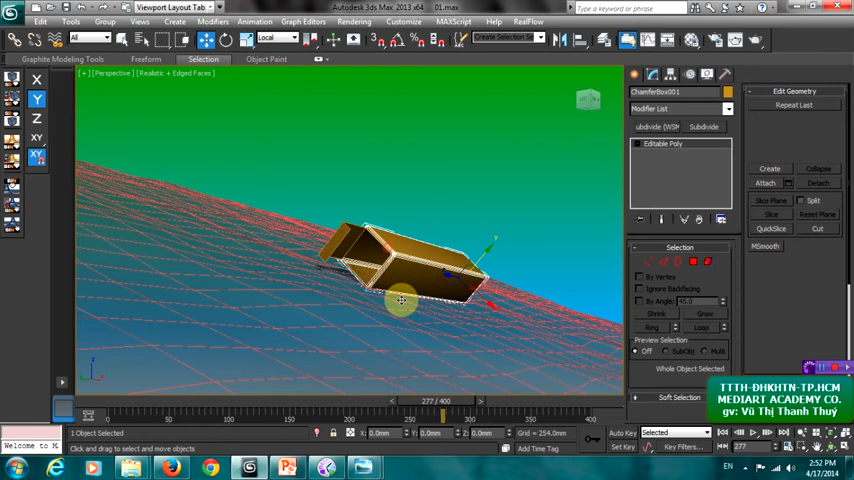 Viewport Layout Tab
Autodesk 3ds Max 2013 x64
01.max
Type a keyword or phrase
Edit Tools Group Views Create Modifiers Animation Graph Editors Rendering Customize MAXScript Help RealFlow
All
Local
Create Selection Se
Graphite Modeling Tools Freeform Selection Object Paint
[ + ] [ Perspective ] [ Realistic + Edged Faces ]
X
Y
Z
XY
XY
y
z
x
ChamferBox001
Modifier List
ubdivide (WSM
Subdivide
Editable Poly
Selection
By Vertex
Ignore Backfacing
By Angle: 45.0
Shrink Grow
Ring Loop
Preview Selection
Off SubObj Multi
Whole Object Selected
Soft Selection
Edit Geometry
Repeat Last
Create Collapse
Attach Detach
Slice Plane Split
Slice Reset Plane
QuickSlice Cut
MSmooth
TTTH-ĐHKHTN-TP.HCM
MEDIART ACADEMY CO.
gv: Vũ Thị Thanh Thuý
277 / 400
0 50 100 150 200 250 300 350 400
1 Object Selected
X: 0.0mm Y: 0.0mm Z: 0.0mm Grid = 254.0mm
Auto Key Selected
Set Key Key Filters...
277
Welcome to M
Click and drag to select and move objects
Add Time Tag
EN
2:52 PM
4/17/2014